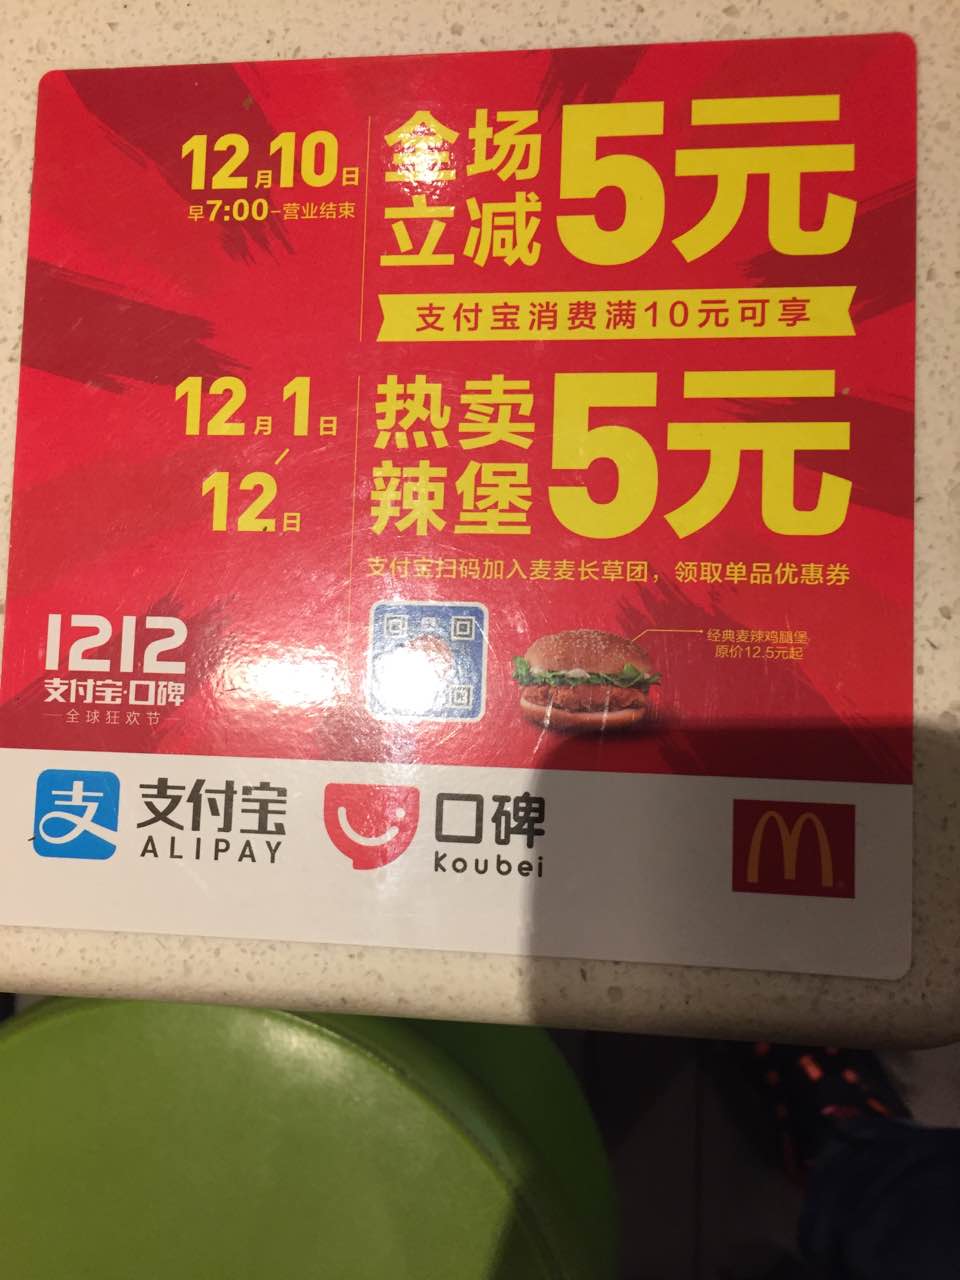 12月10日
早7:00-营业结束
全场
立减
5元
支付宝消费满10元可享
12月1日
12日
热卖
辣堡
5元
支付宝扫码加入麦麦长草团，领取单品优惠券
经典麦辣鸡腿堡
原价12.5元起
1212
支付宝·口碑
全球狂欢节
支
支付宝
ALIPAY
口碑
Koubei
M